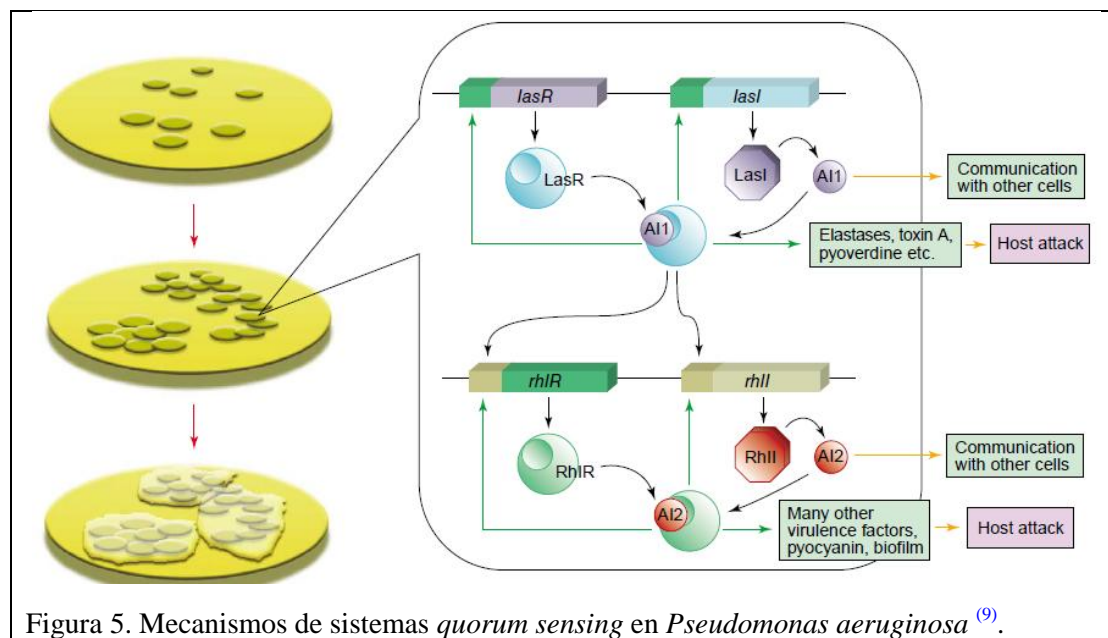 lasR
lasI
LasR
LasI
AI1
Communication
with other cells
AI1
Elastases, toxin A,
pyoverdine etc.
Host attack
rhlR
rhlI
RhlR
RhlI
AI2
Communication
with other cells
AI2
Many other
virulence factors,
pyocyanin, biofilm
Host attack
Figura 5. Mecanismos de sistemas quorum sensing en Pseudomonas aeruginosa (9).